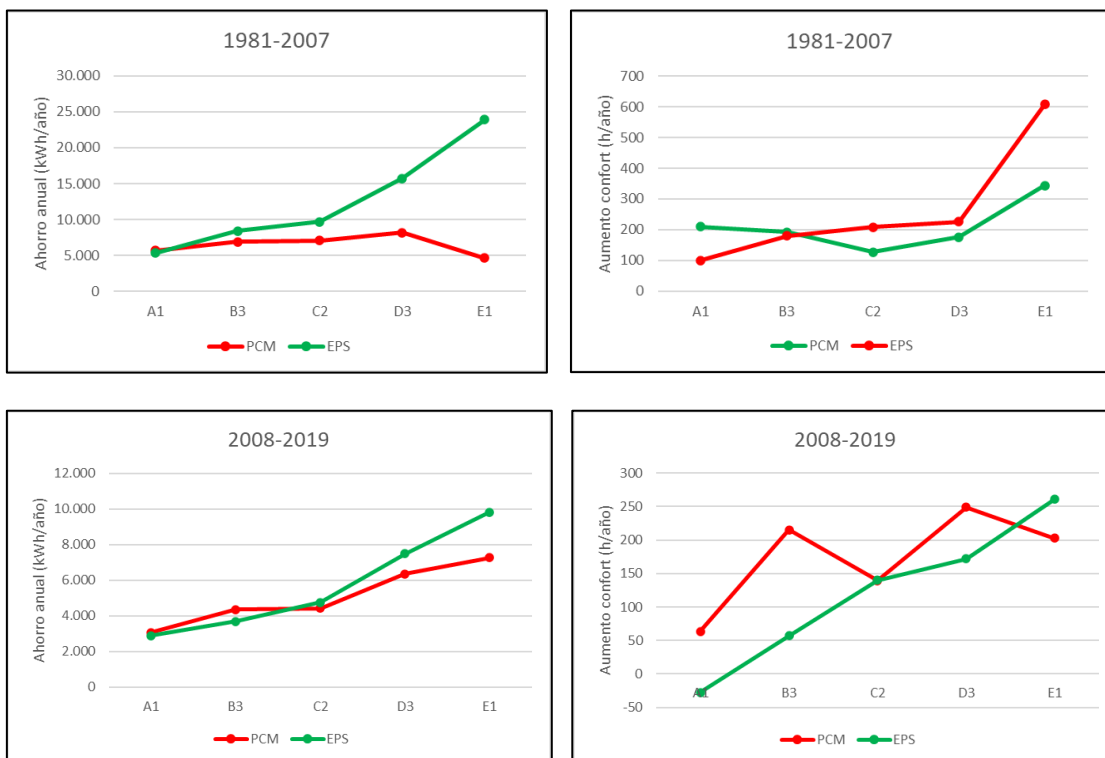 1981-2007
Ahorro anual (kWh/año)
30.000
25.000
20.000
15.000
10.000
5.000
0
A1 B3 C2 D3 E1
PCM EPS
1981-2007
Aumento confort (h/año)
700
600
500
400
300
200
100
0
A1 B3 C2 D3 E1
PCM EPS
2008-2019
Ahorro anual (kWh/año)
12.000
10.000
8.000
6.000
4.000
2.000
0
A1 B3 C2 D3 E1
PCM EPS
2008-2019
Aumento confort (h/año)
300
250
200
150
100
50
0
-50
A1 B3 C2 D3 E1
PCM EPS